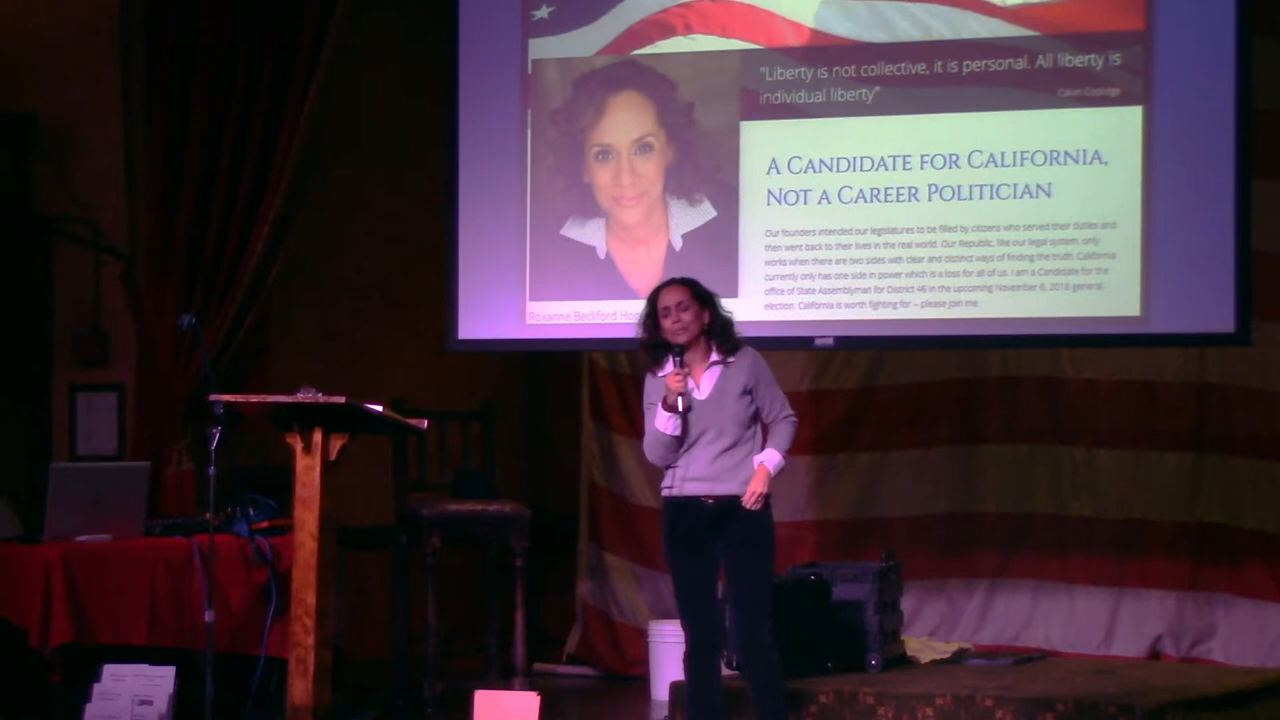 "Liberty is not collective, it is personal. All liberty is
individual liberty"
Calvin Coolidge
A CANDIDATE FOR CALIFORNIA,
NOT A CAREER POLITICIAN
Our founders intended our legislatures to be filled by citizens who served their duties and
then went back to their lives in the real world. Our Republic, like our legal system, only
works when there are two sides with clear and distinct ways of finding the truth. California
currently only has one side in power which is a loss for all of us. I am a Candidate for the
office of State Assemblyman for District 46 in the upcoming November 6, 2018 general
election. California is worth fighting for – please join me.
Roxanne Beckford